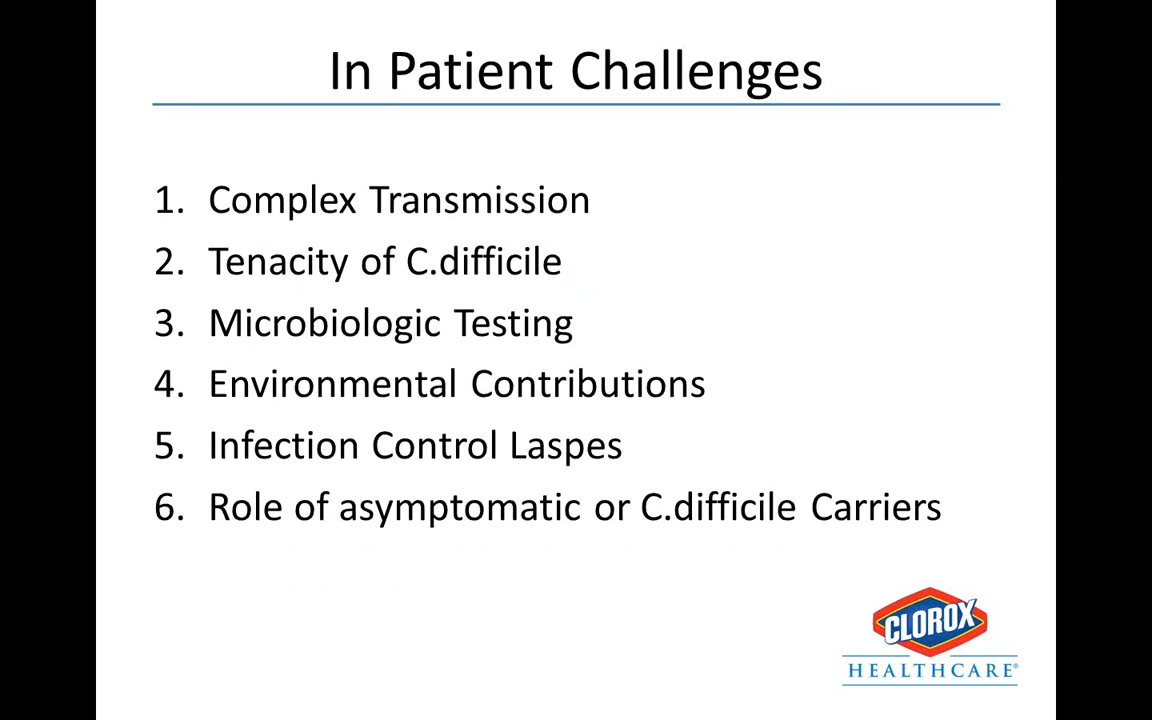 In Patient Challenges
1. Complex Transmission
2. Tenacity of C.difficile
3. Microbiologic Testing
4. Environmental Contributions
5. Infection Control Laspes
6. Role of asymptomatic or C.difficile Carriers
CLOROX
HEALTHCARE®